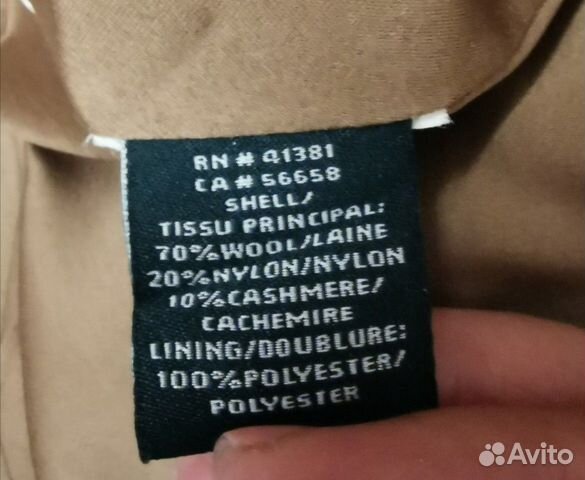 RN # 91381
CA # 56658
SHELL/
TISSU PRINCIPAL:
70%WOOL/LAINE
20%NYLON/NYLON
10%CASHMERE/
CACHEMIRE
LINING/DOUBLURE:
100%POLYESTER/
POLYESTER
Avito